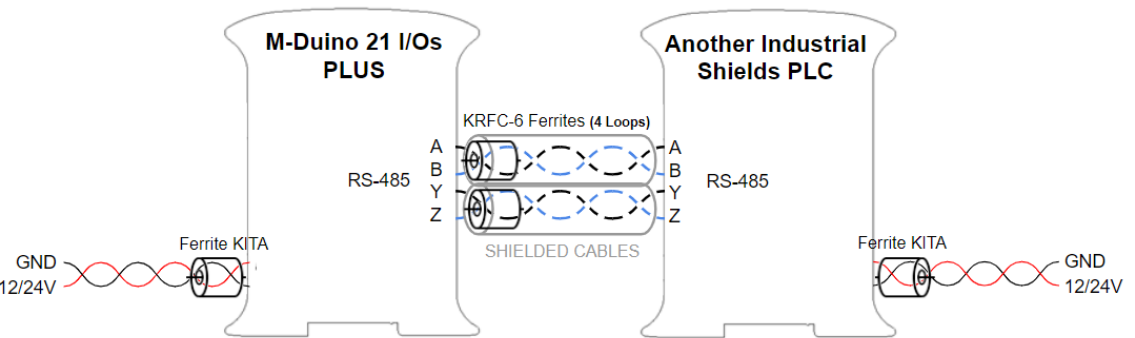 M-Duino 21 I/Os
PLUS
Another Industrial
Shields PLC
KRFC-6 Ferrites (4 Loops)
A
B
Y
Z
RS-485
A
B
Y
Z
RS-485
SHIELDED CABLES
Ferrite KITA
GND
12/24V
Ferrite KITA
GND
12/24V